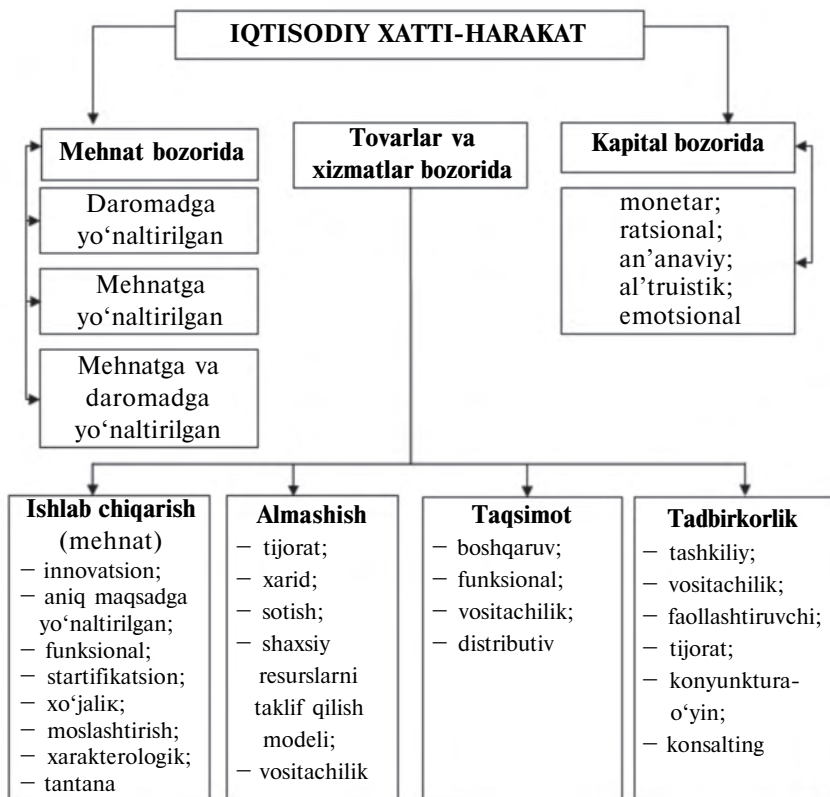 IQTISODIY XATTI-HARAKAT
Mehnat bozorida
Daromadga
yo‘naltirilgan
Mehnatga
yo‘naltirilgan
Mehnatga va
daromadga
yo‘naltirilgan
Tovarlar va
xizmatlar bozorida
Kapital bozorida
monetar;
ratsional;
an’anaviy;
al’truistik;
emotsional
Ishlab chiqarish
(mehnat)
– innovatsion;
– aniq maqsadga
yo‘naltirilgan;
– funksional;
– startifikatsion;
– xo‘jaliк;
– moslashtirish;
– xarakterologik;
– tantana
Almashish
– tijorat;
– xarid;
– sotish;
– shaxsiy
resurslarni
taklif qilish
modeli;
– vositachilik
Taqsimot
– boshqaruv;
– funksional;
– vositachilik;
– distributiv
Tadbirkorlik
– tashkiliy;
– vositachilik;
– faollashtiruvchi;
– tijorat;
– konyunktura-
o‘yin;
– konsalting